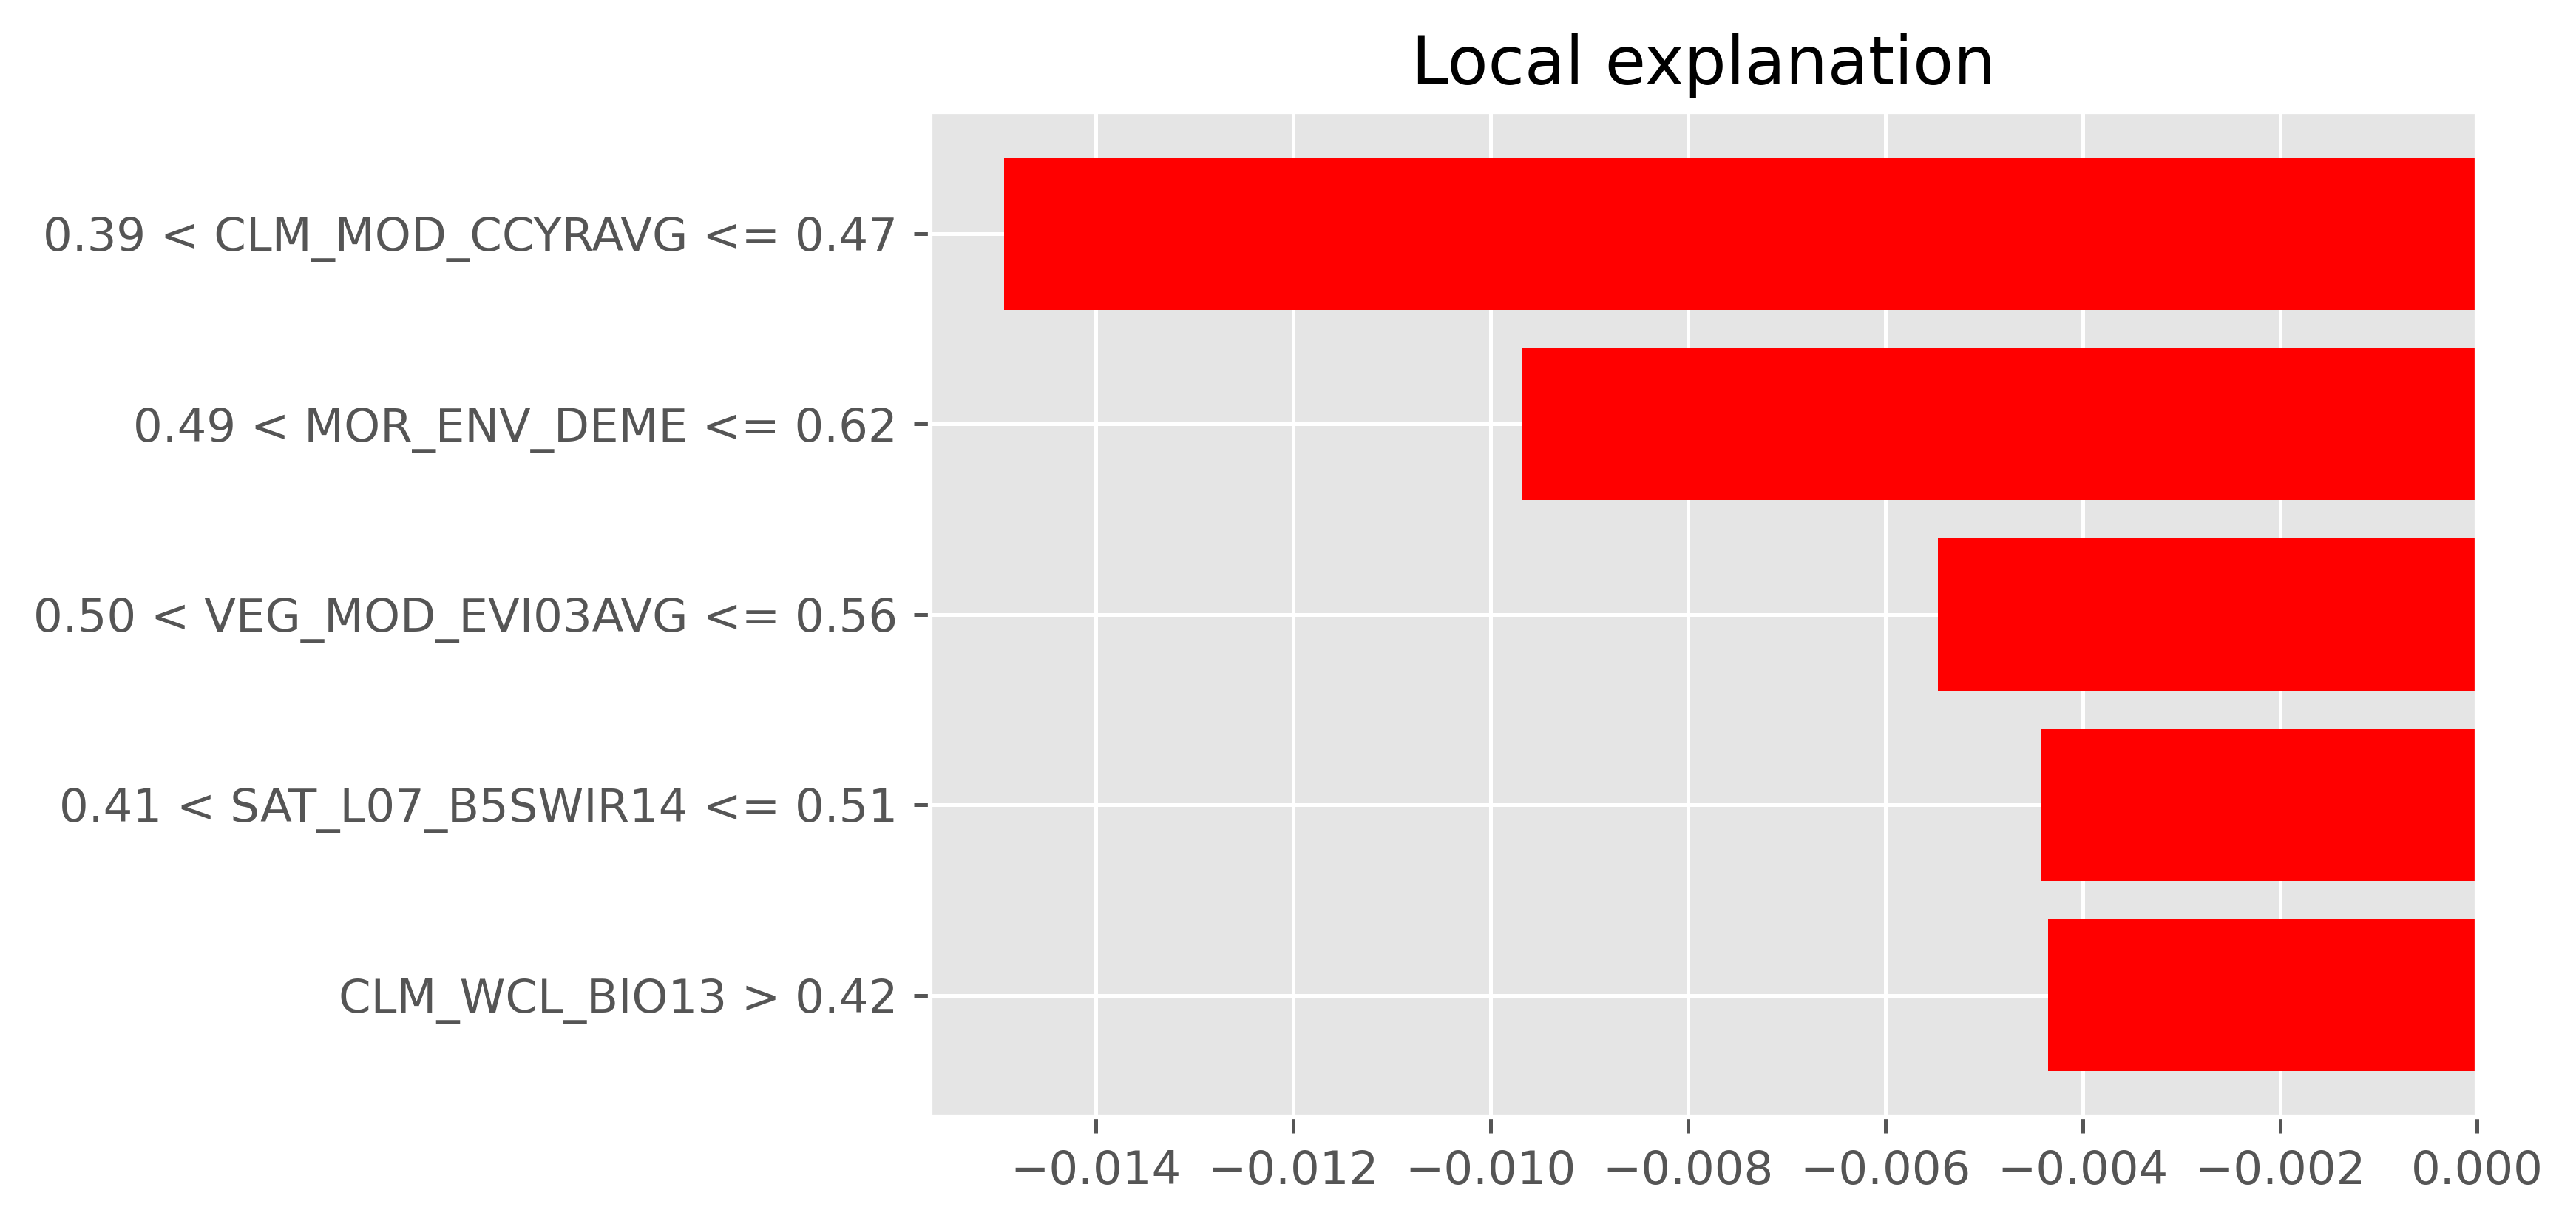 Local explanation
0.39 < CLM_MOD_CCYRAVG <= 0.47
0.49 < MOR_ENV_DEME <= 0.62
0.50 < VEG_MOD_EVI03AVG <= 0.56
0.41 < SAT_L07_B5SWIR14 <= 0.51
CLM_WCL_BIO13 > 0.42
−0.014 −0.012 −0.010 −0.008 −0.006 −0.004 −0.002 0.000